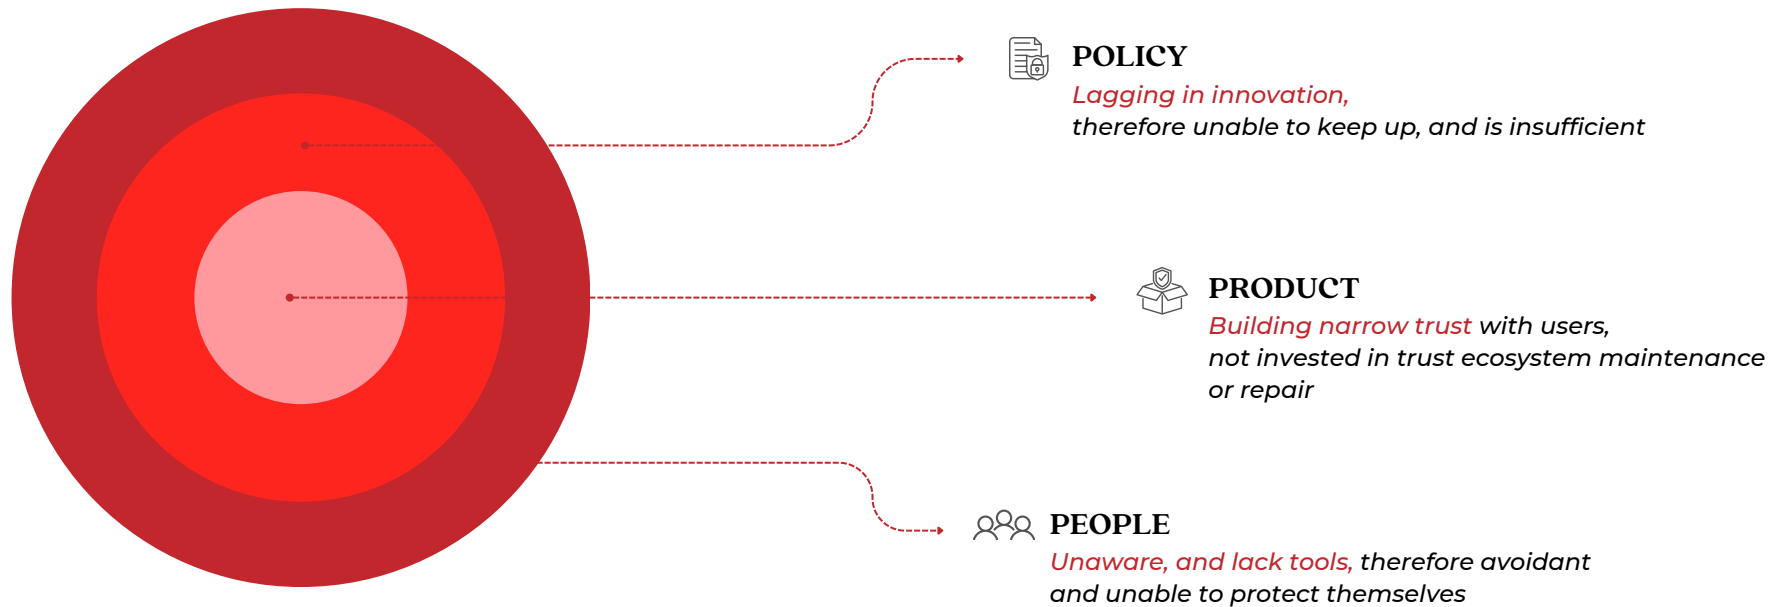 POLICY
Lagging in innovation,
therefore unable to keep up, and is insufficient
PRODUCT
Building narrow trust with users,
not invested in trust ecosystem maintenance
or repair
PEOPLE
Unaware, and lack tools, therefore avoidant
and unable to protect themselves